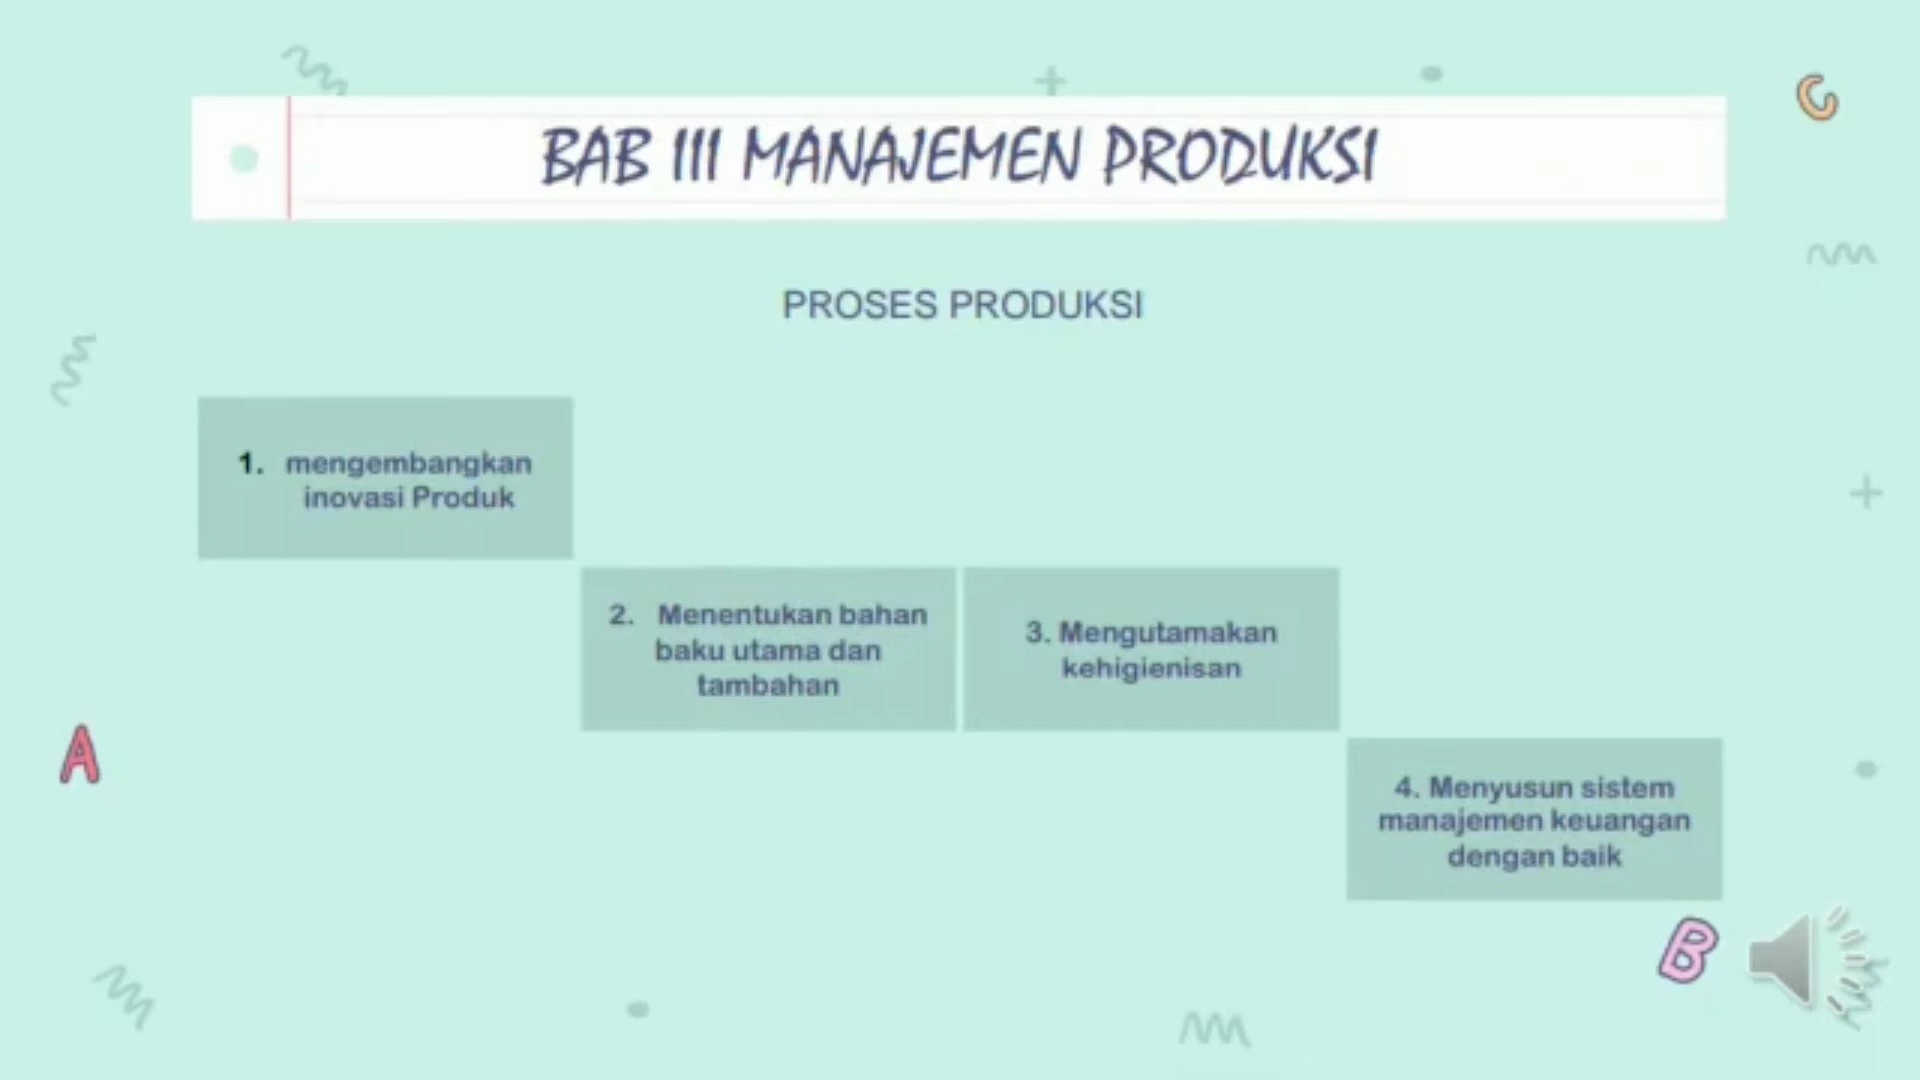 BAB III MANAJEMEN PRODUKSI
PROSES PRODUKSI
1. mengembangkan
inovasi Produk
2. Menentukan bahan
baku utama dan
tambahan
3. Mengutamakan
kehigienisan
4. Menyusun sistem
manajemen keuangan
dengan baik
A
B
C